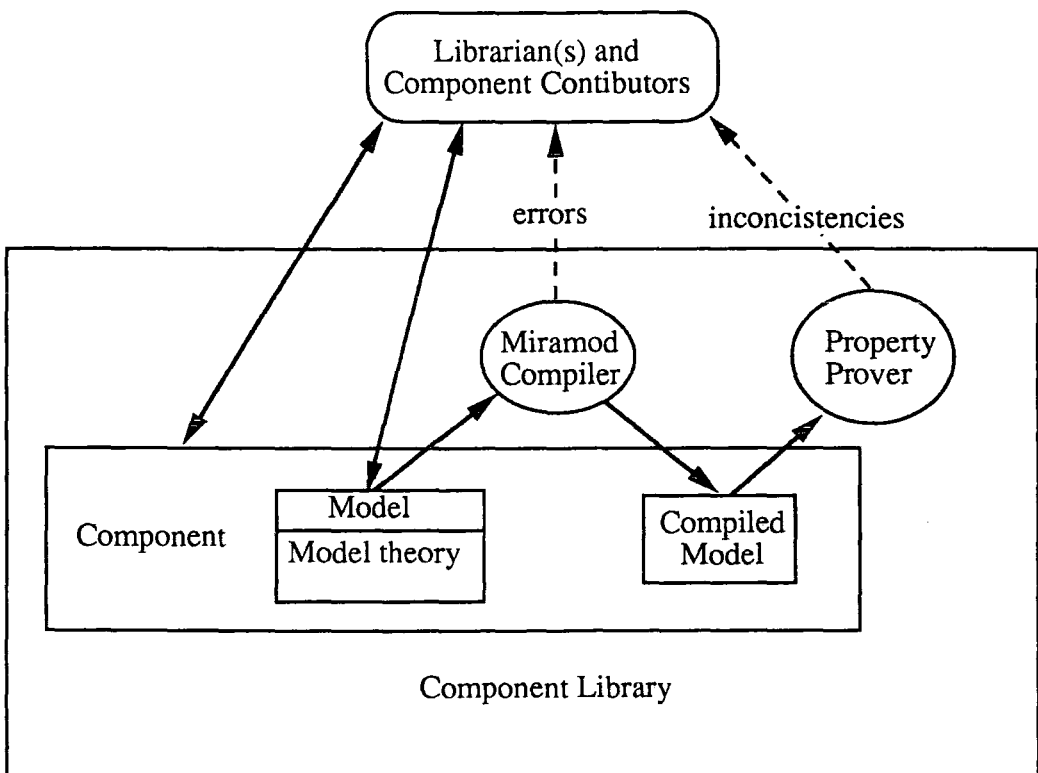 Librarian(s) and
Component Contibutors
errors
inconcistencies
Miramod
Compiler
Property
Prover
Component
Model
Model theory
Compiled
Model
Component Library